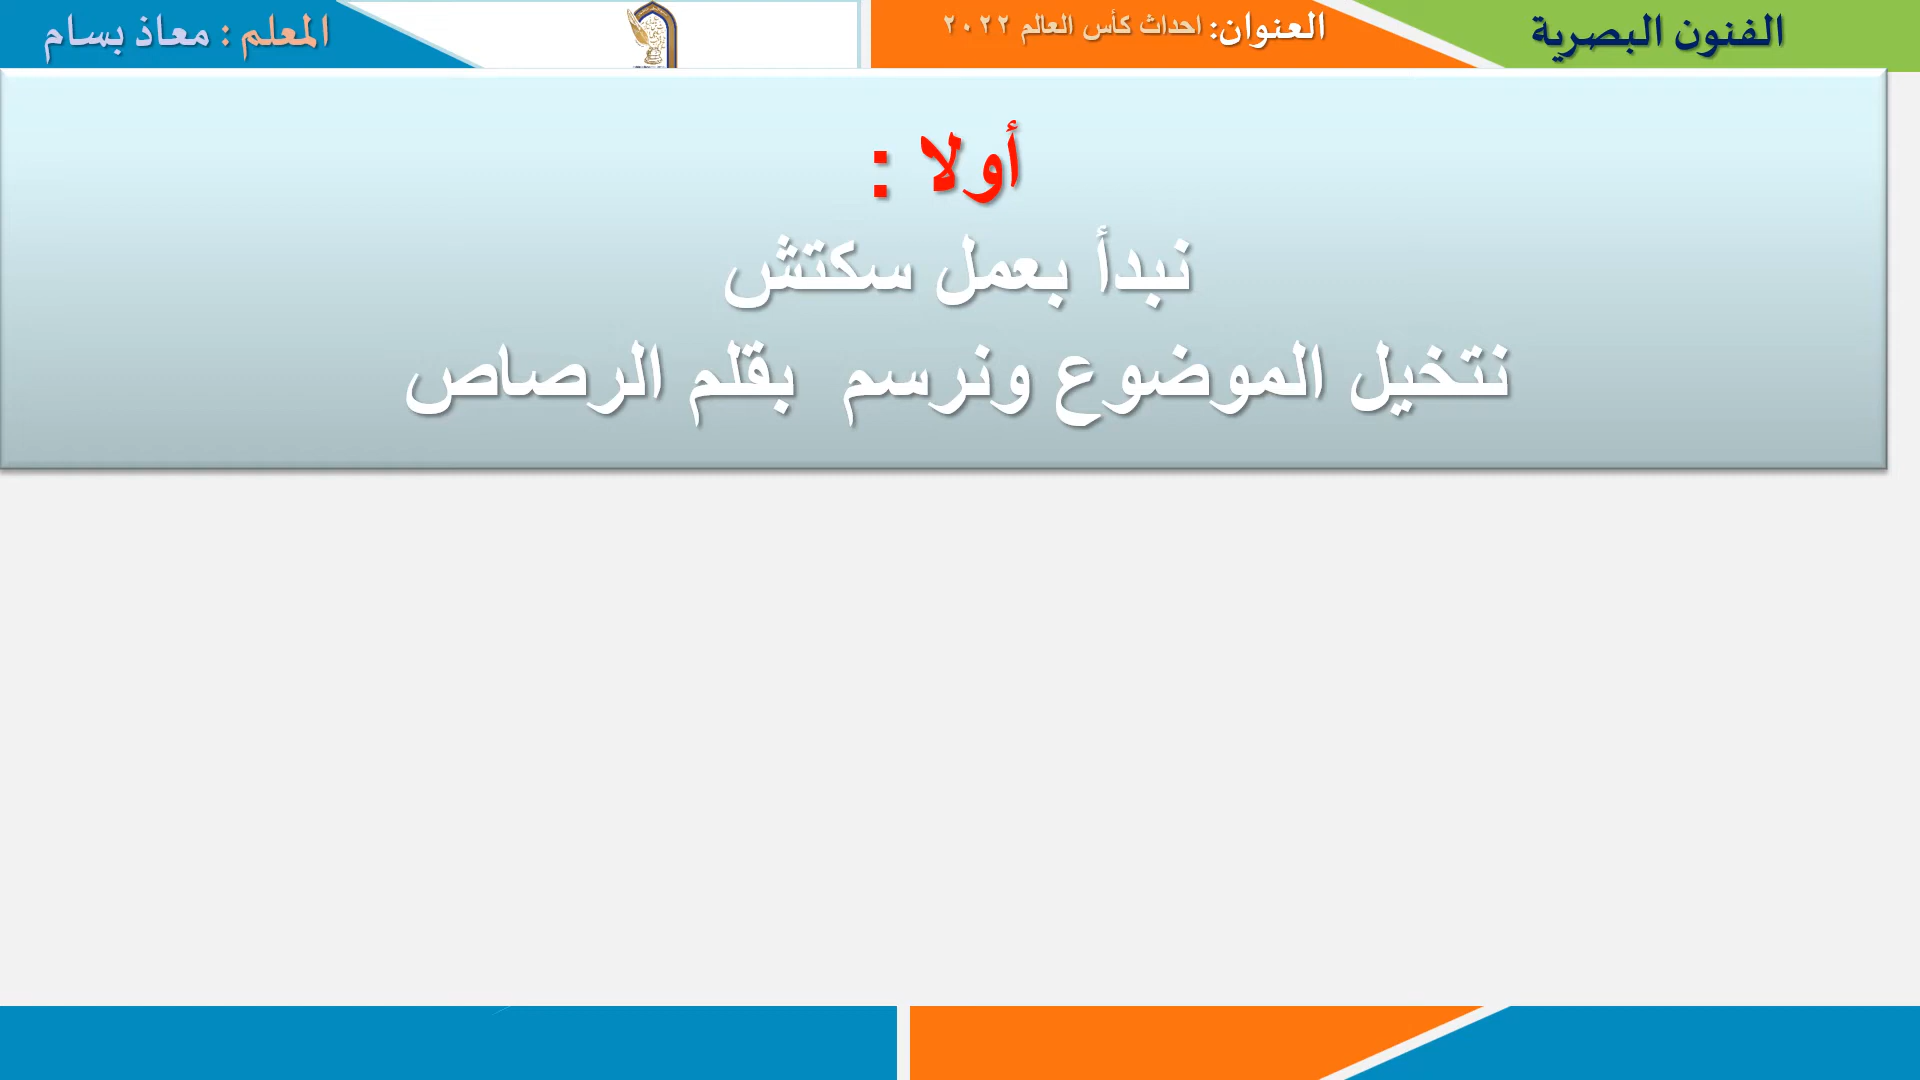 الفنون البصرية
العنوان: احداث كأس العالم ٢٠٢٢
المعلم : معاذ بسام
أولا :
نبدأ بعمل سكتش
نتخيل الموضوع ونرسم بقلم الرصاص